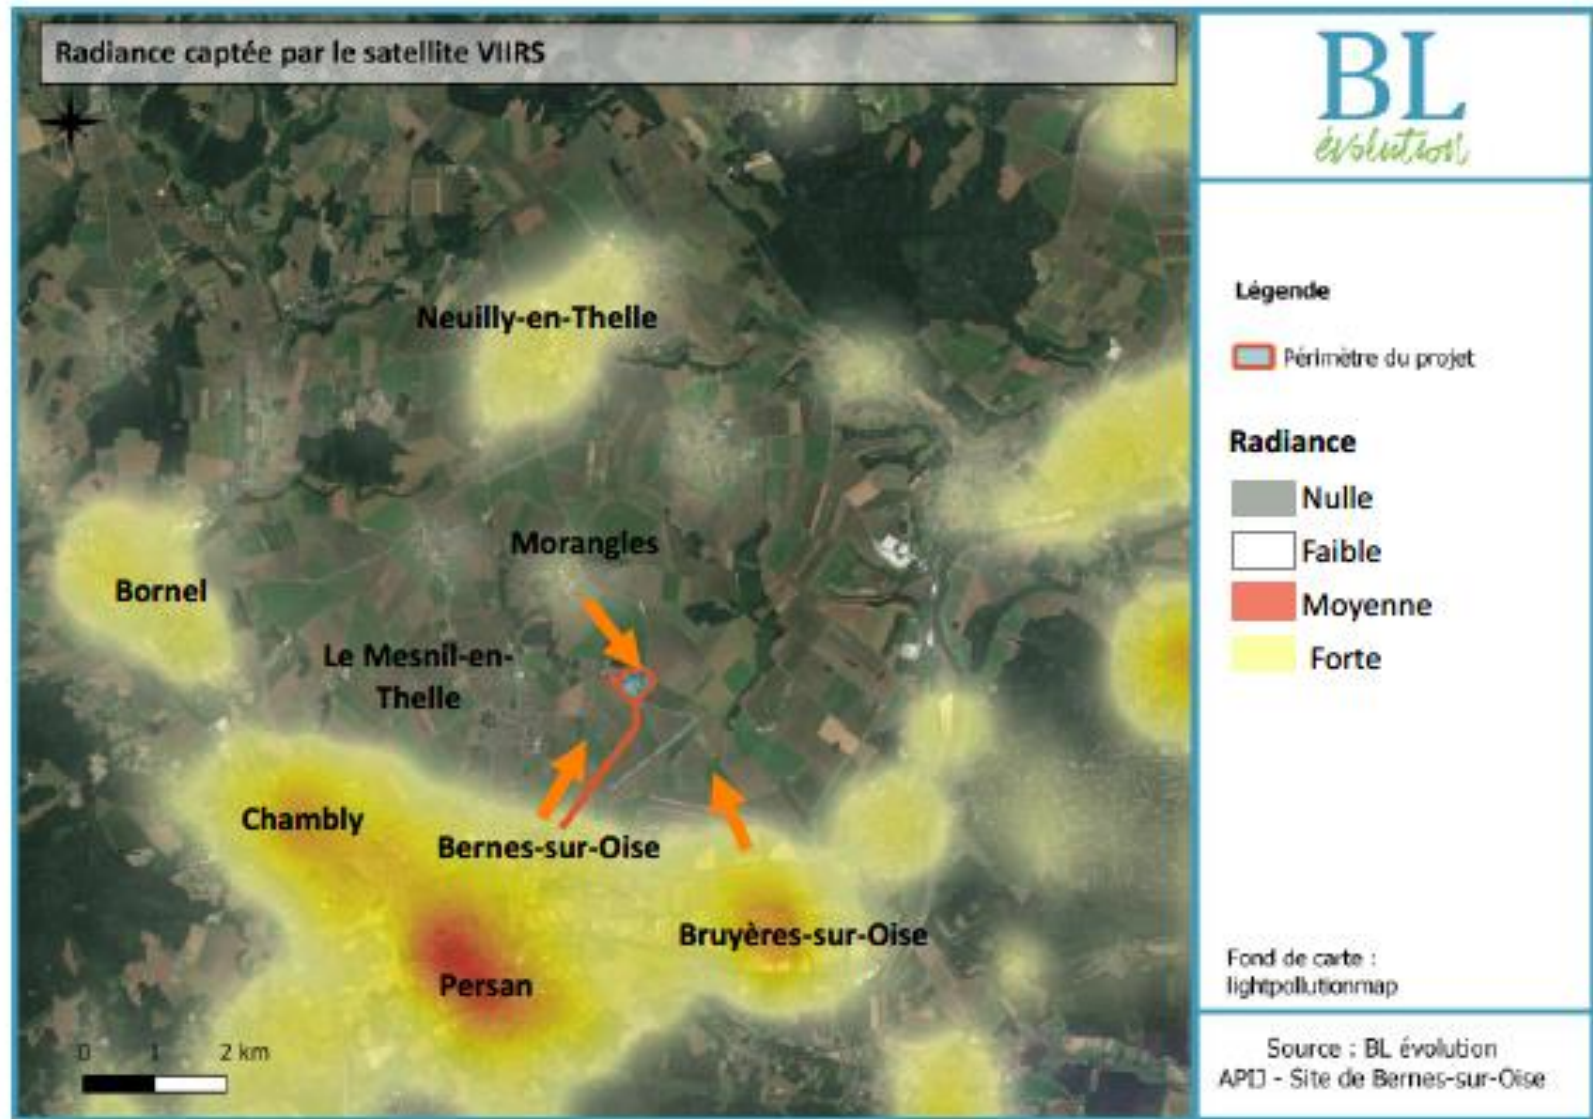 Radiance captée par le satellite VIIRS
Neuilly-en-Thelle
Morangles
Bornel
Le Mesnil-en-
Thelle
Chambly
Bernes-sur-Oise
Bruyères-sur-Oise
Persan
0 1 2 km
BL
évolution
Légende
Périmètre du projet
Radiance
Nulle
Faible
Moyenne
Forte
Fond de carte :
lightpollutionmap
Source : BL évolution
APIJ - Site de Bernes-sur-Oise